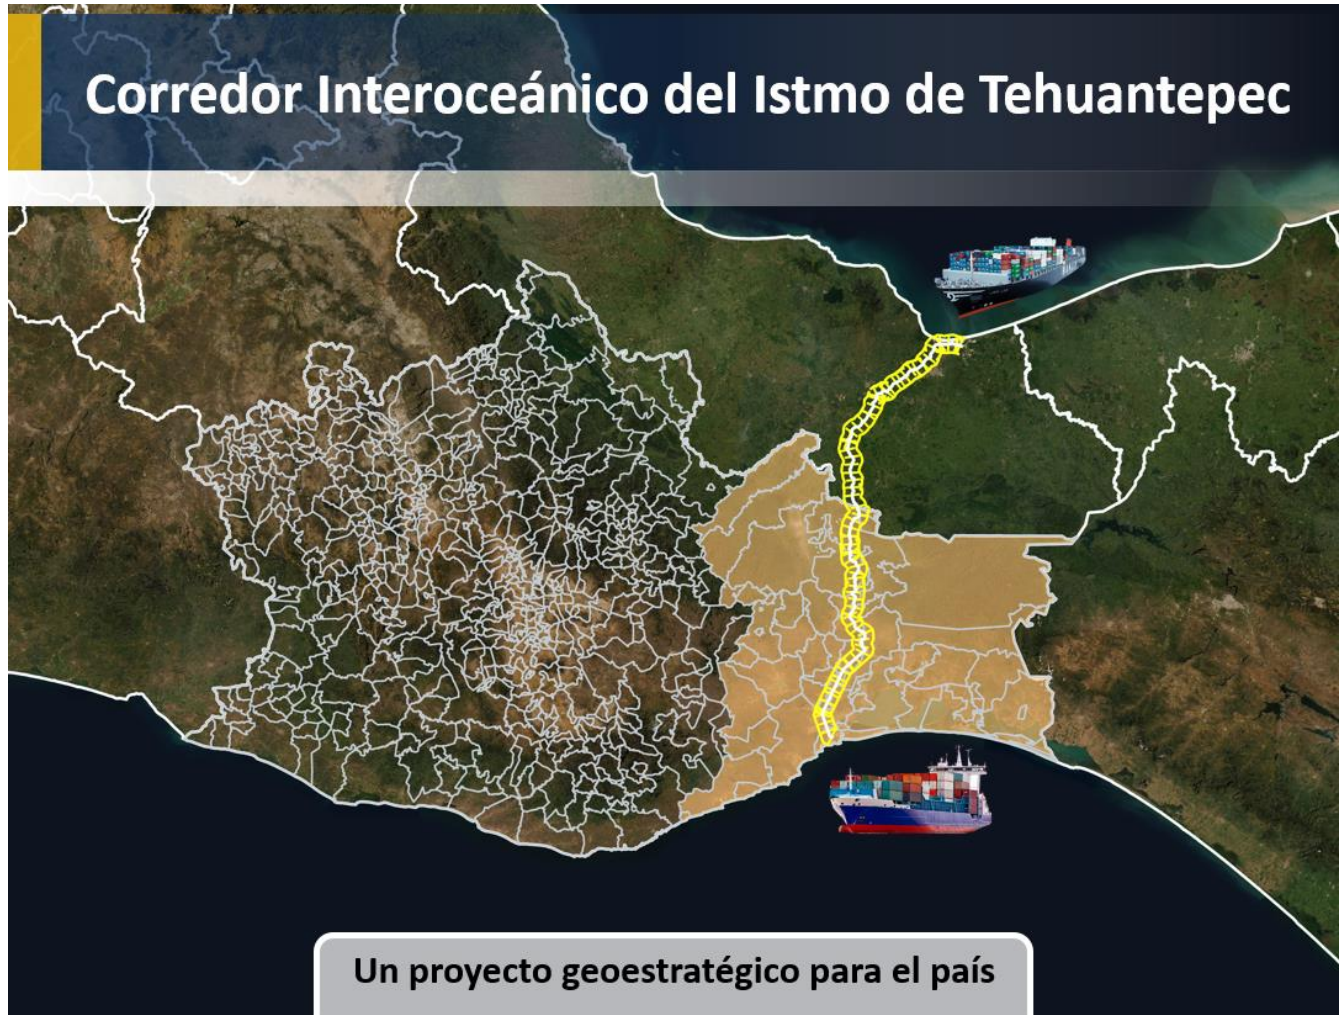 Corredor Interoceánico del Istmo de Tehuantepec
Un proyecto geoestratégico para el país